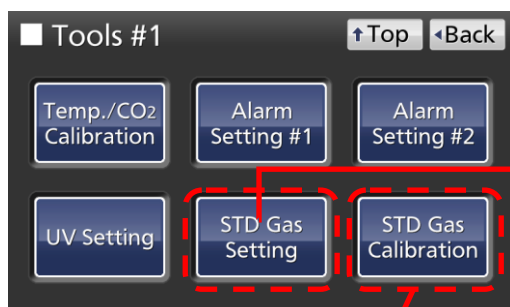 ■ Tools #1
↑Top
◂Back
Temp./CO2
Calibration
Alarm
Setting #1
Alarm
Setting #2
UV Setting
STD Gas
Setting
STD Gas
Calibration